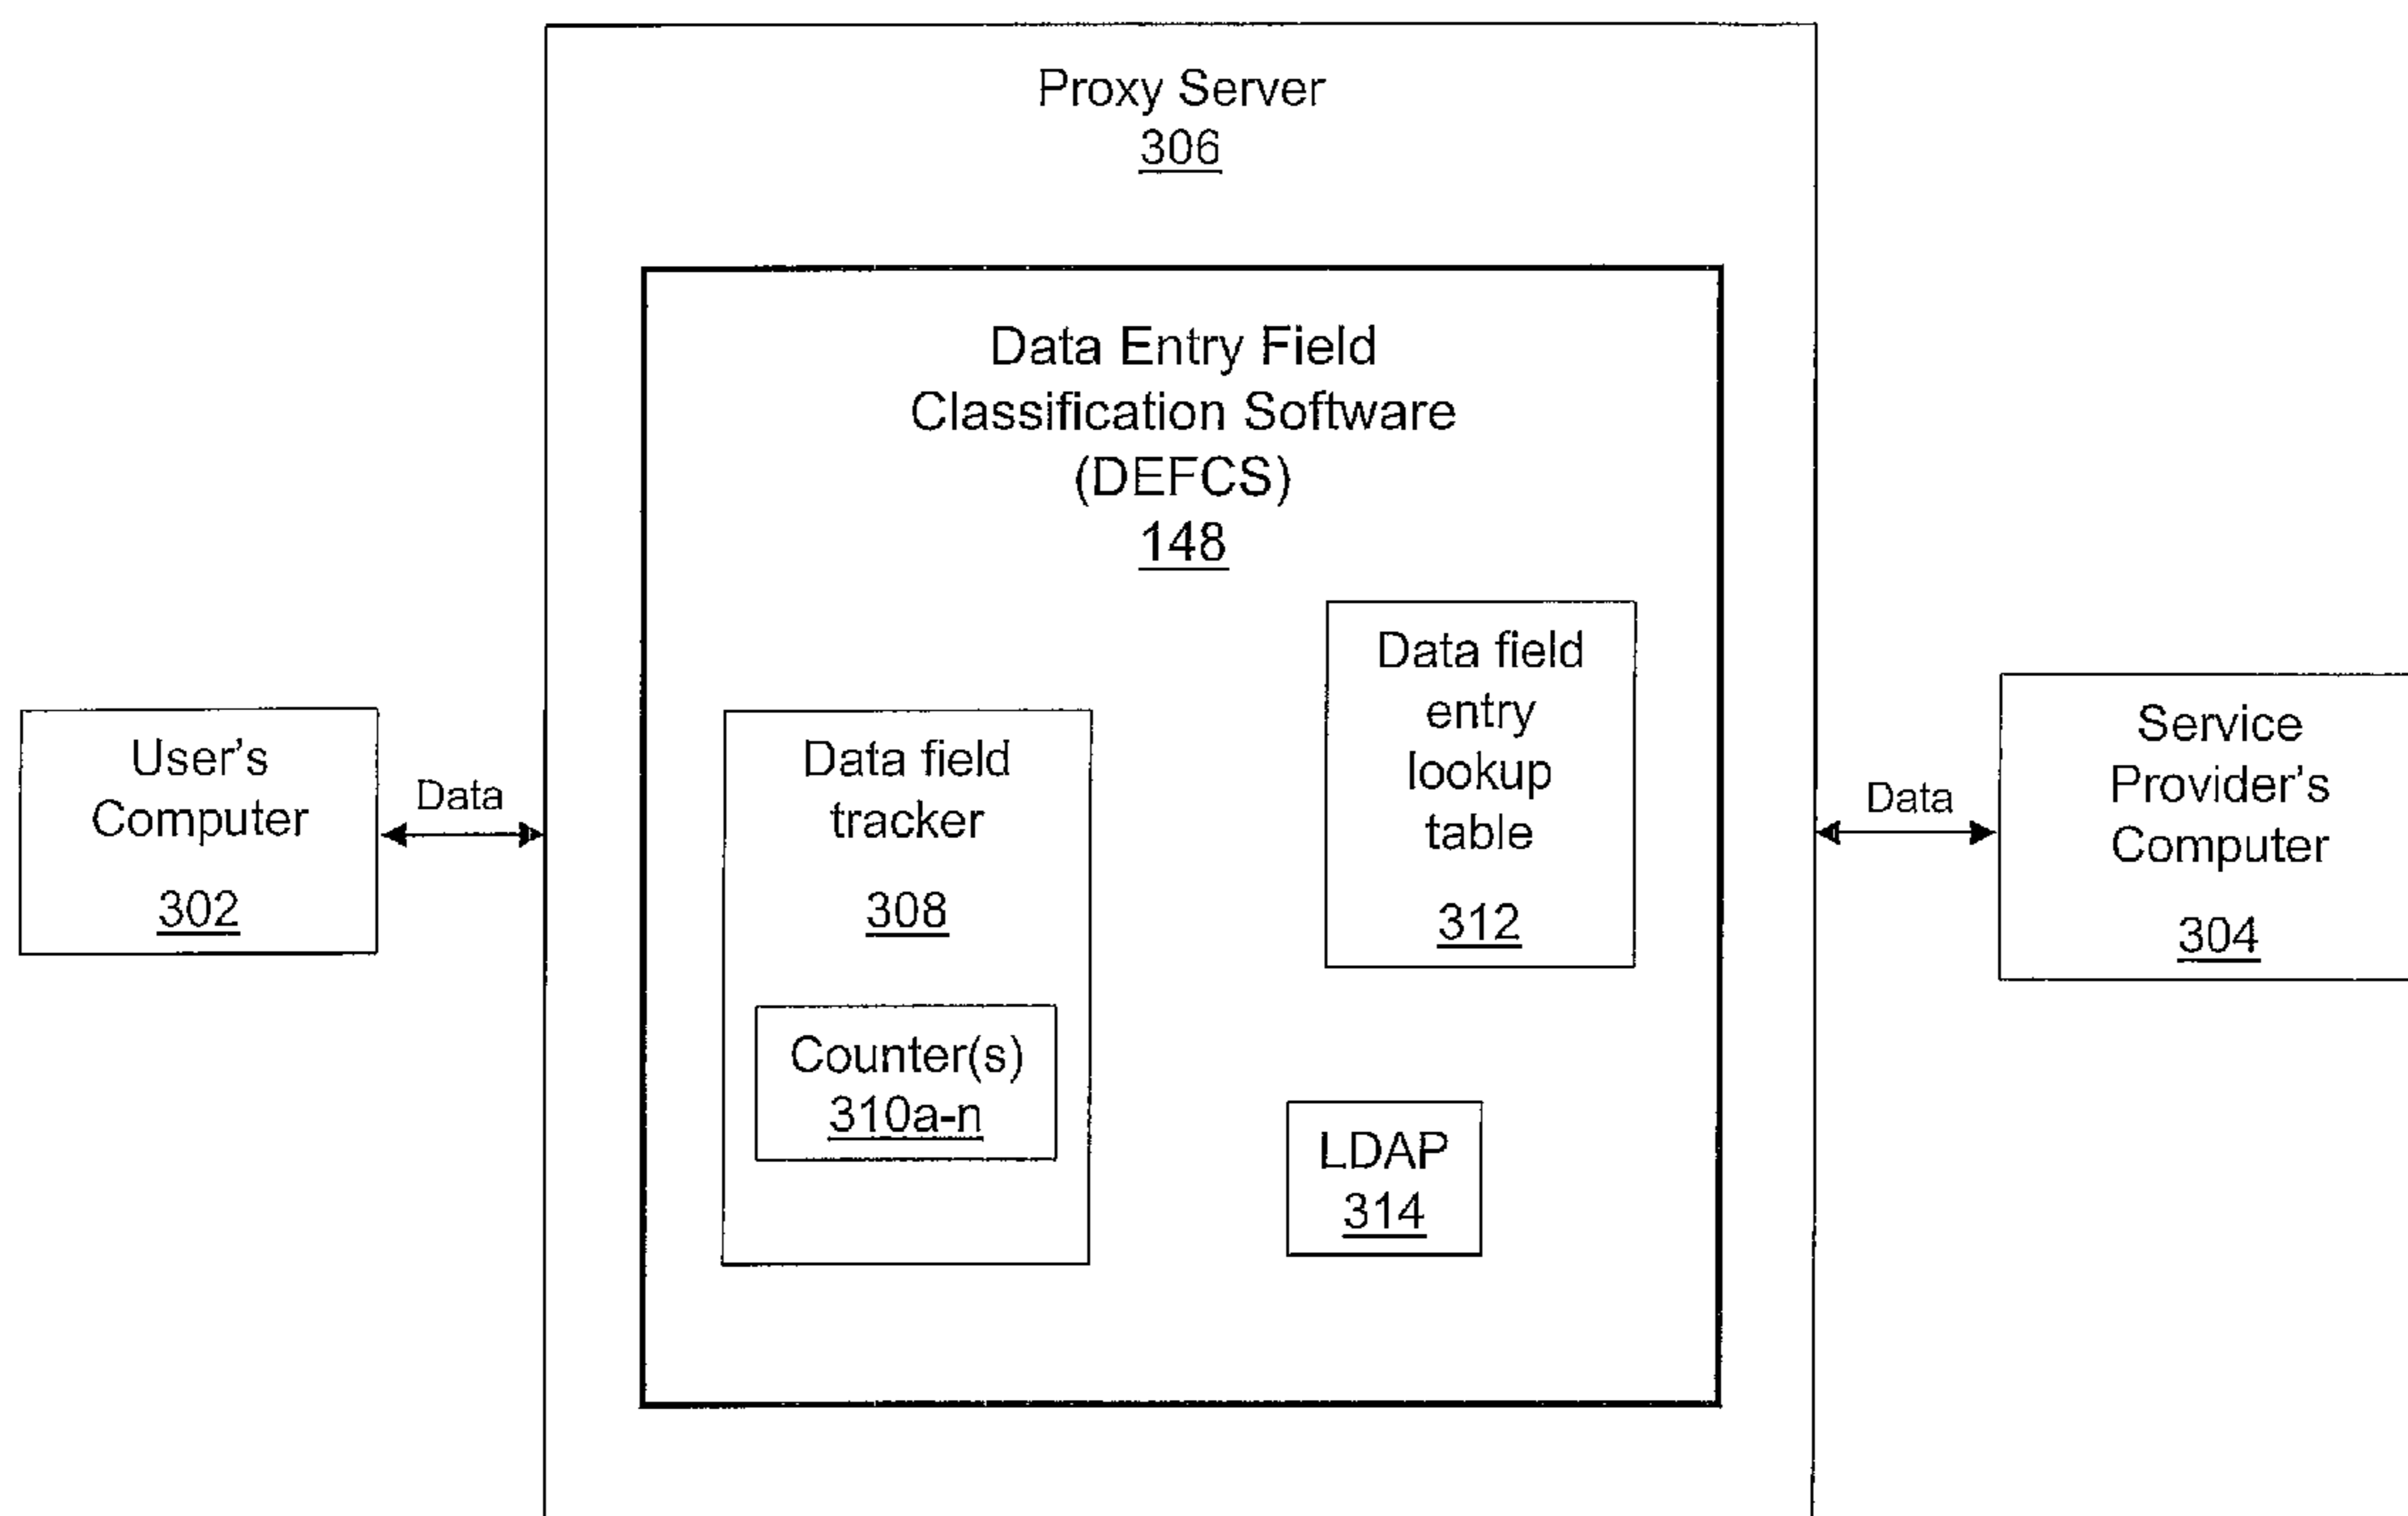 Proxy Server
306
Data Entry Field
Classification Software
(DEFCS)
148
User's
Computer
302
Data
Data field
tracker
308
Counter(s)
310a-n
Data field
entry
lookup
table
312
LDAP
314
Data
Service
Provider's
Computer
304